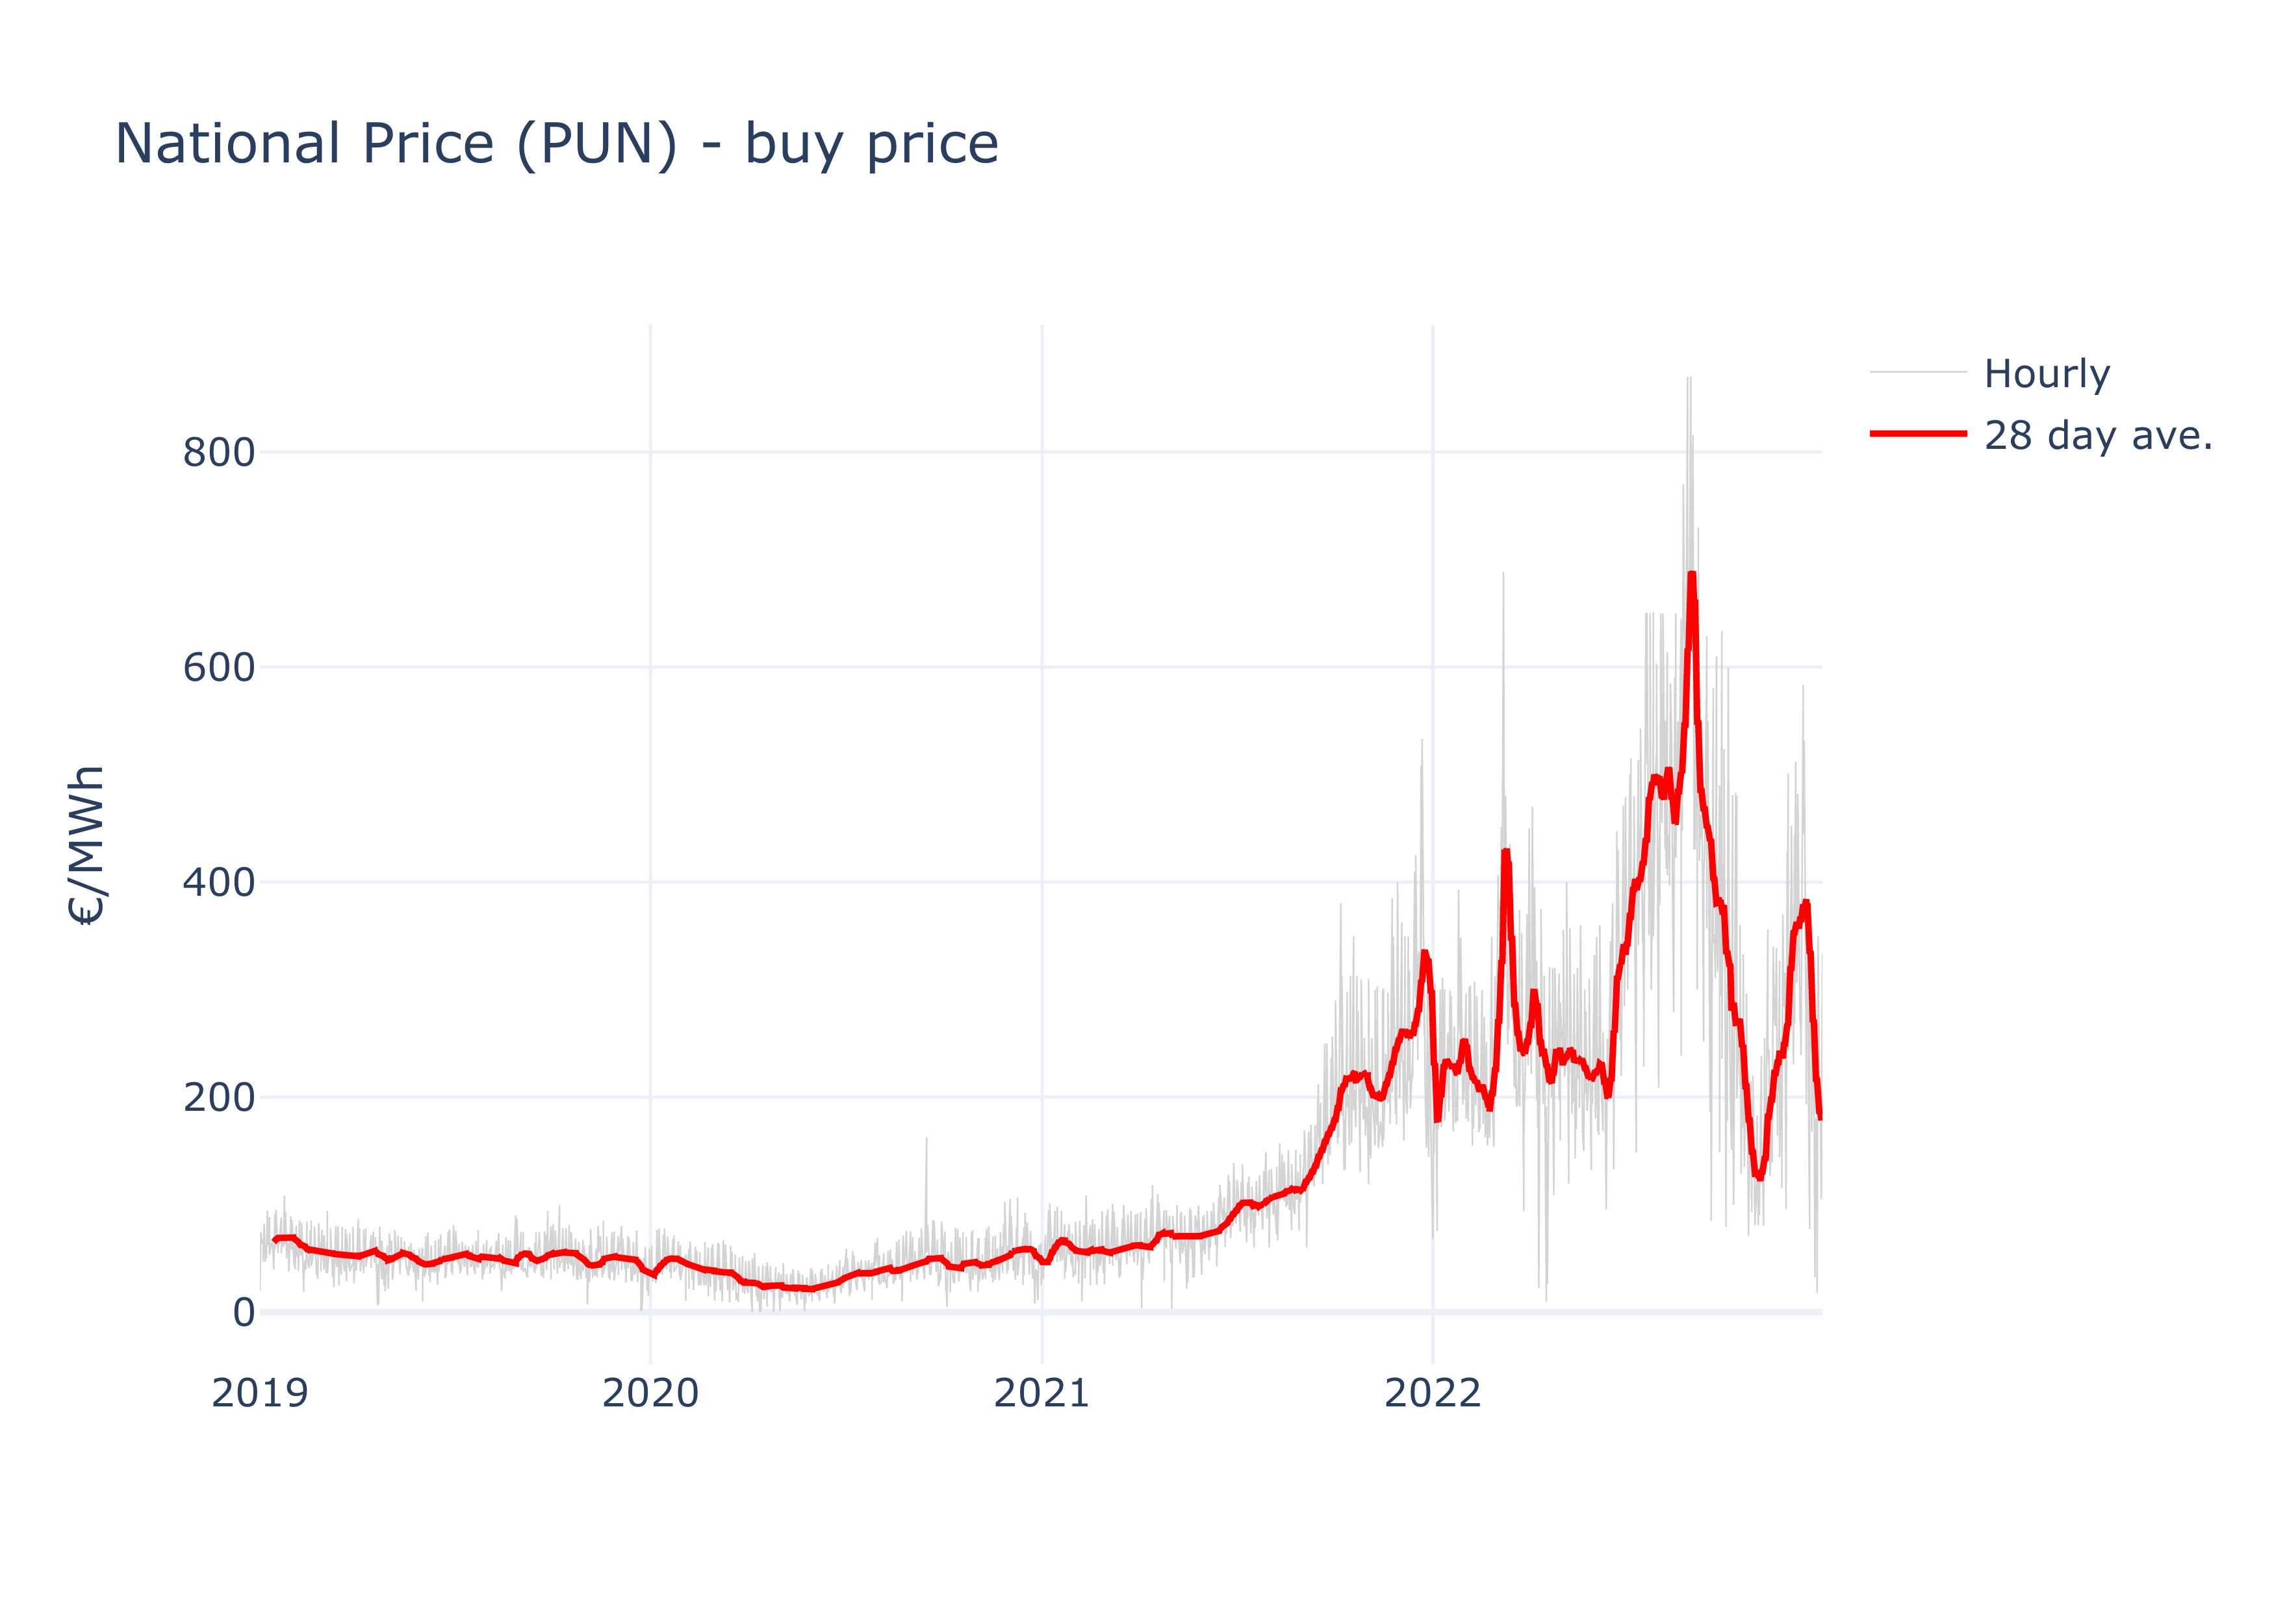 National Price (PUN) - buy price
Hourly
28 day ave.
€/MWh
800
600
400
200
0
2019
2020
2021
2022